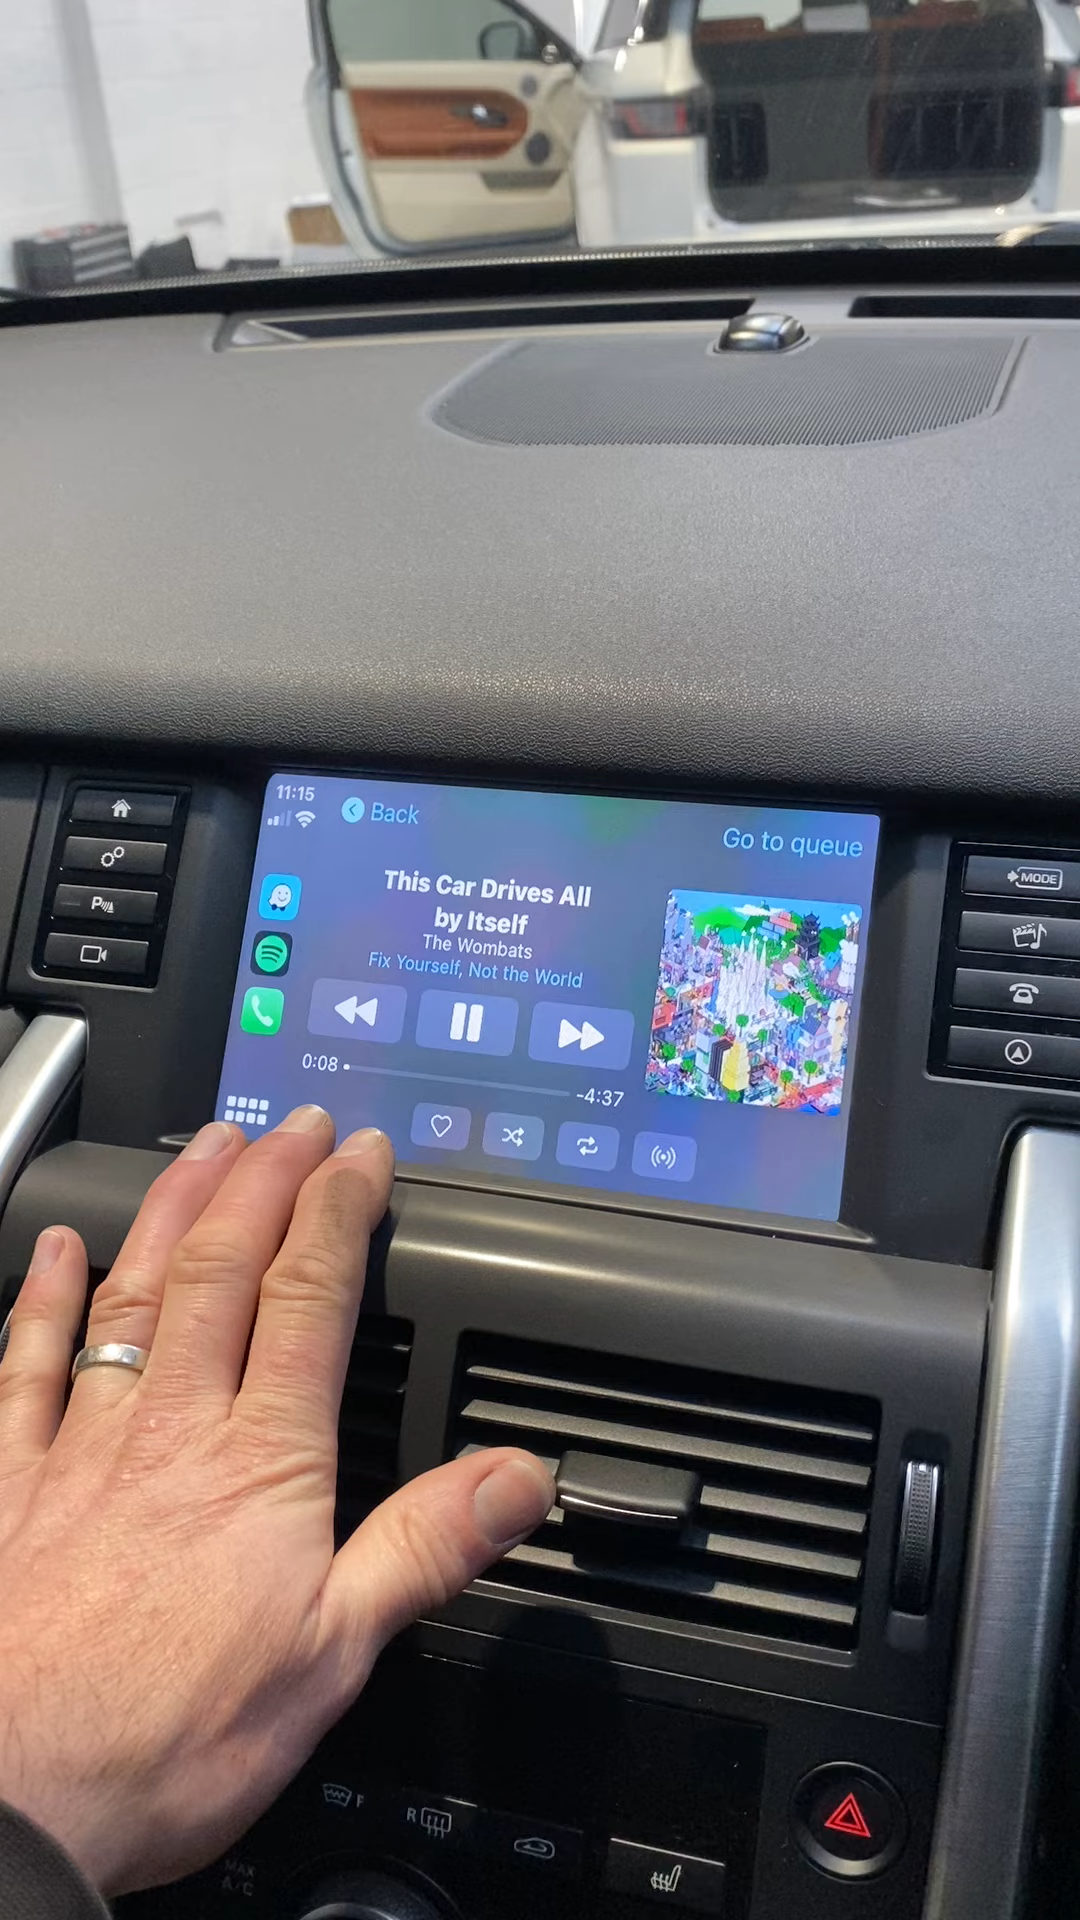 11:15
Back
Go to queue
This Car Drives All
by Itself
The Wombats
Fix Yourself, Not the World
0:08
-4:37
P
MODE
F
R
MAX
A/C